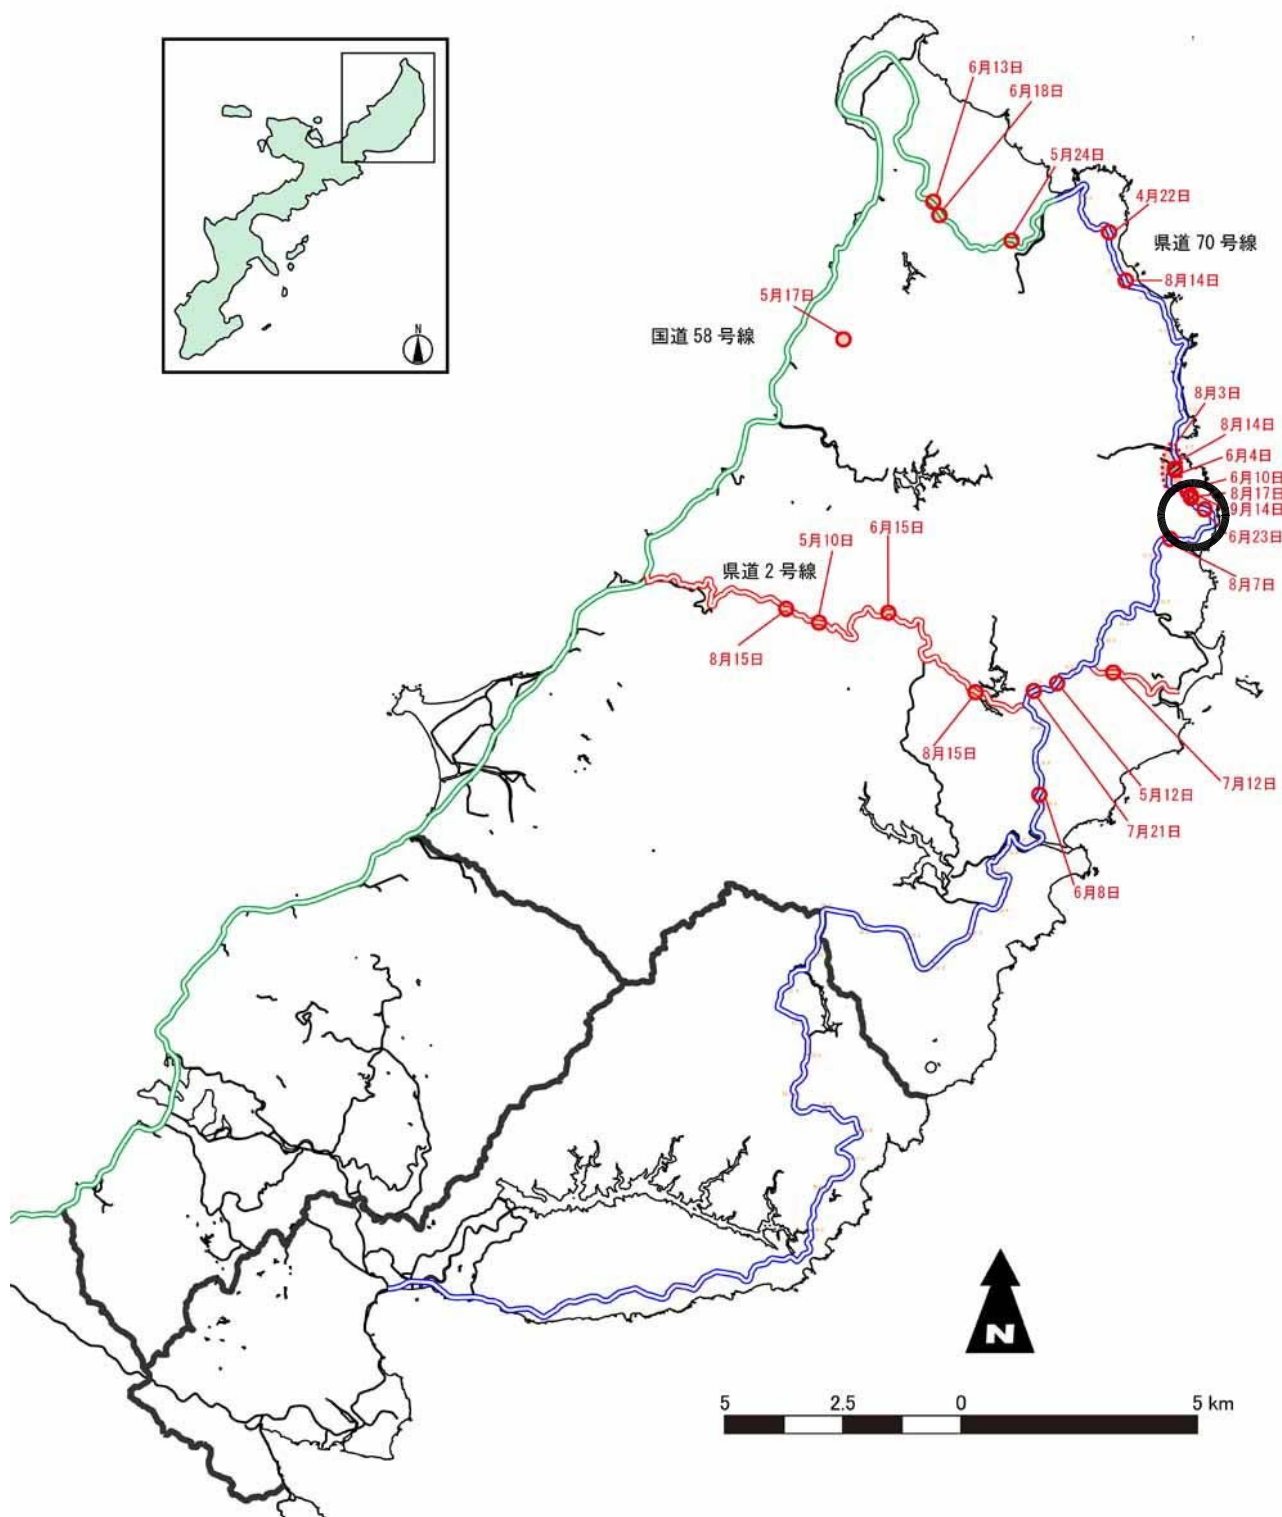 N
6月13日
6月18日
5月24日
4月22日
県道 70 号線
8月14日
5月17日
国道 58 号線
8月3日
8月14日
6月4日
6月10日
8月17日
9月14日
6月23日
8月7日
6月15日
5月10日
県道 2 号線
8月15日
8月15日
7月12日
5月12日
7月21日
6月8日
N
5 2.5 0 5 km